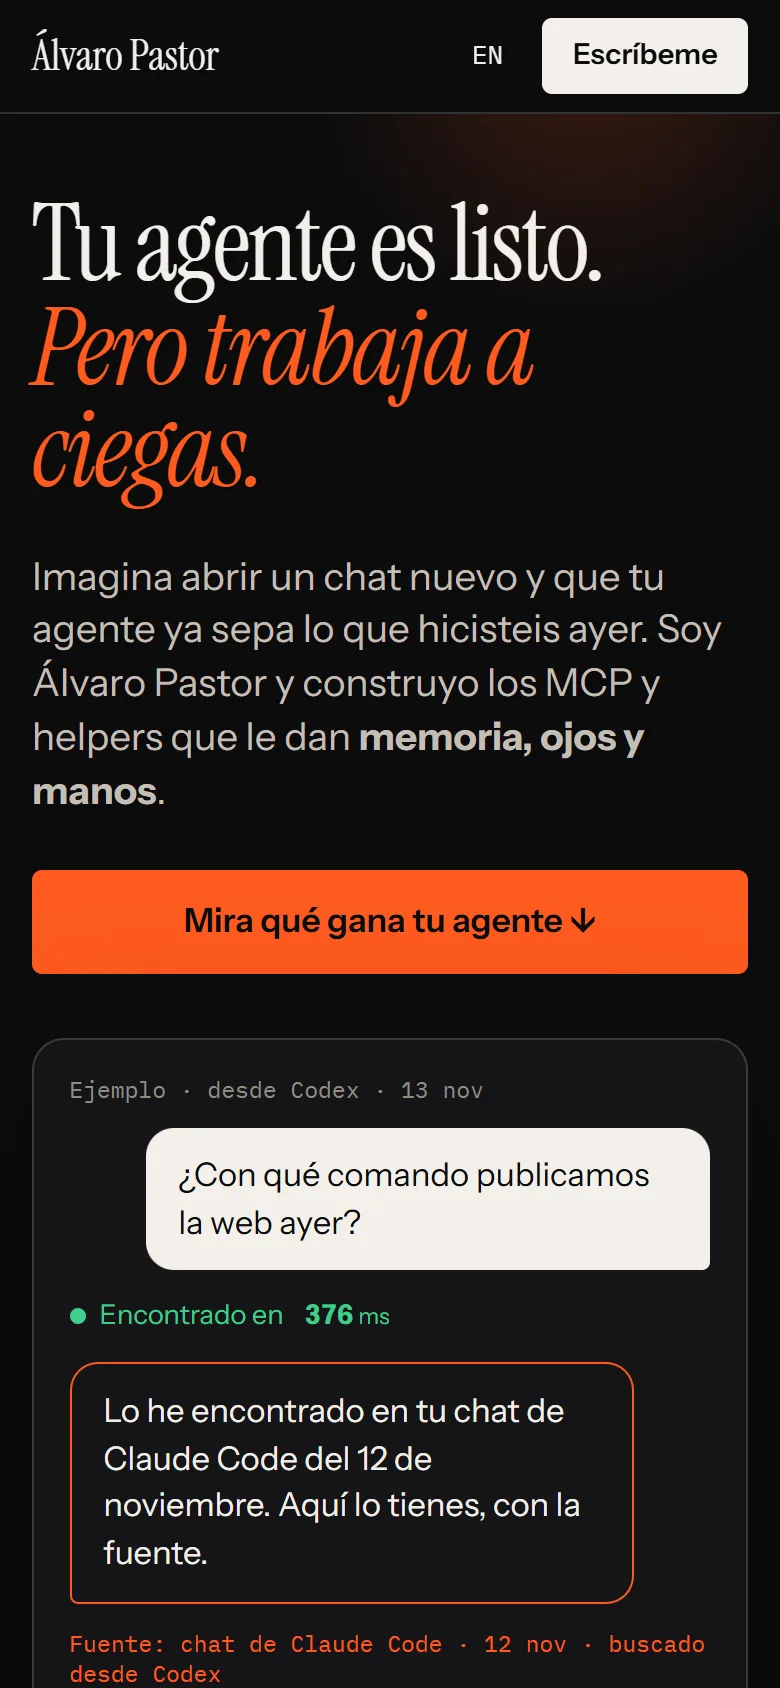 Álvaro Pastor
EN
Escríbeme
Tu agente es listo.
Pero trabaja a
ciegas.
Imagina abrir un chat nuevo y que tu
agente ya sepa lo que hicisteis ayer. Soy
Álvaro Pastor y construyo los MCP y
helpers que le dan memoria, ojos y
manos.
Mira qué gana tu agente ↓
Ejemplo · desde Codex · 13 nov
¿Con qué comando publicamos
la web ayer?
Encontrado en 376 ms
Lo he encontrado en tu chat de
Claude Code del 12 de
noviembre. Aquí lo tienes, con la
fuente.
Fuente: chat de Claude Code · 12 nov · buscado
desde Codex